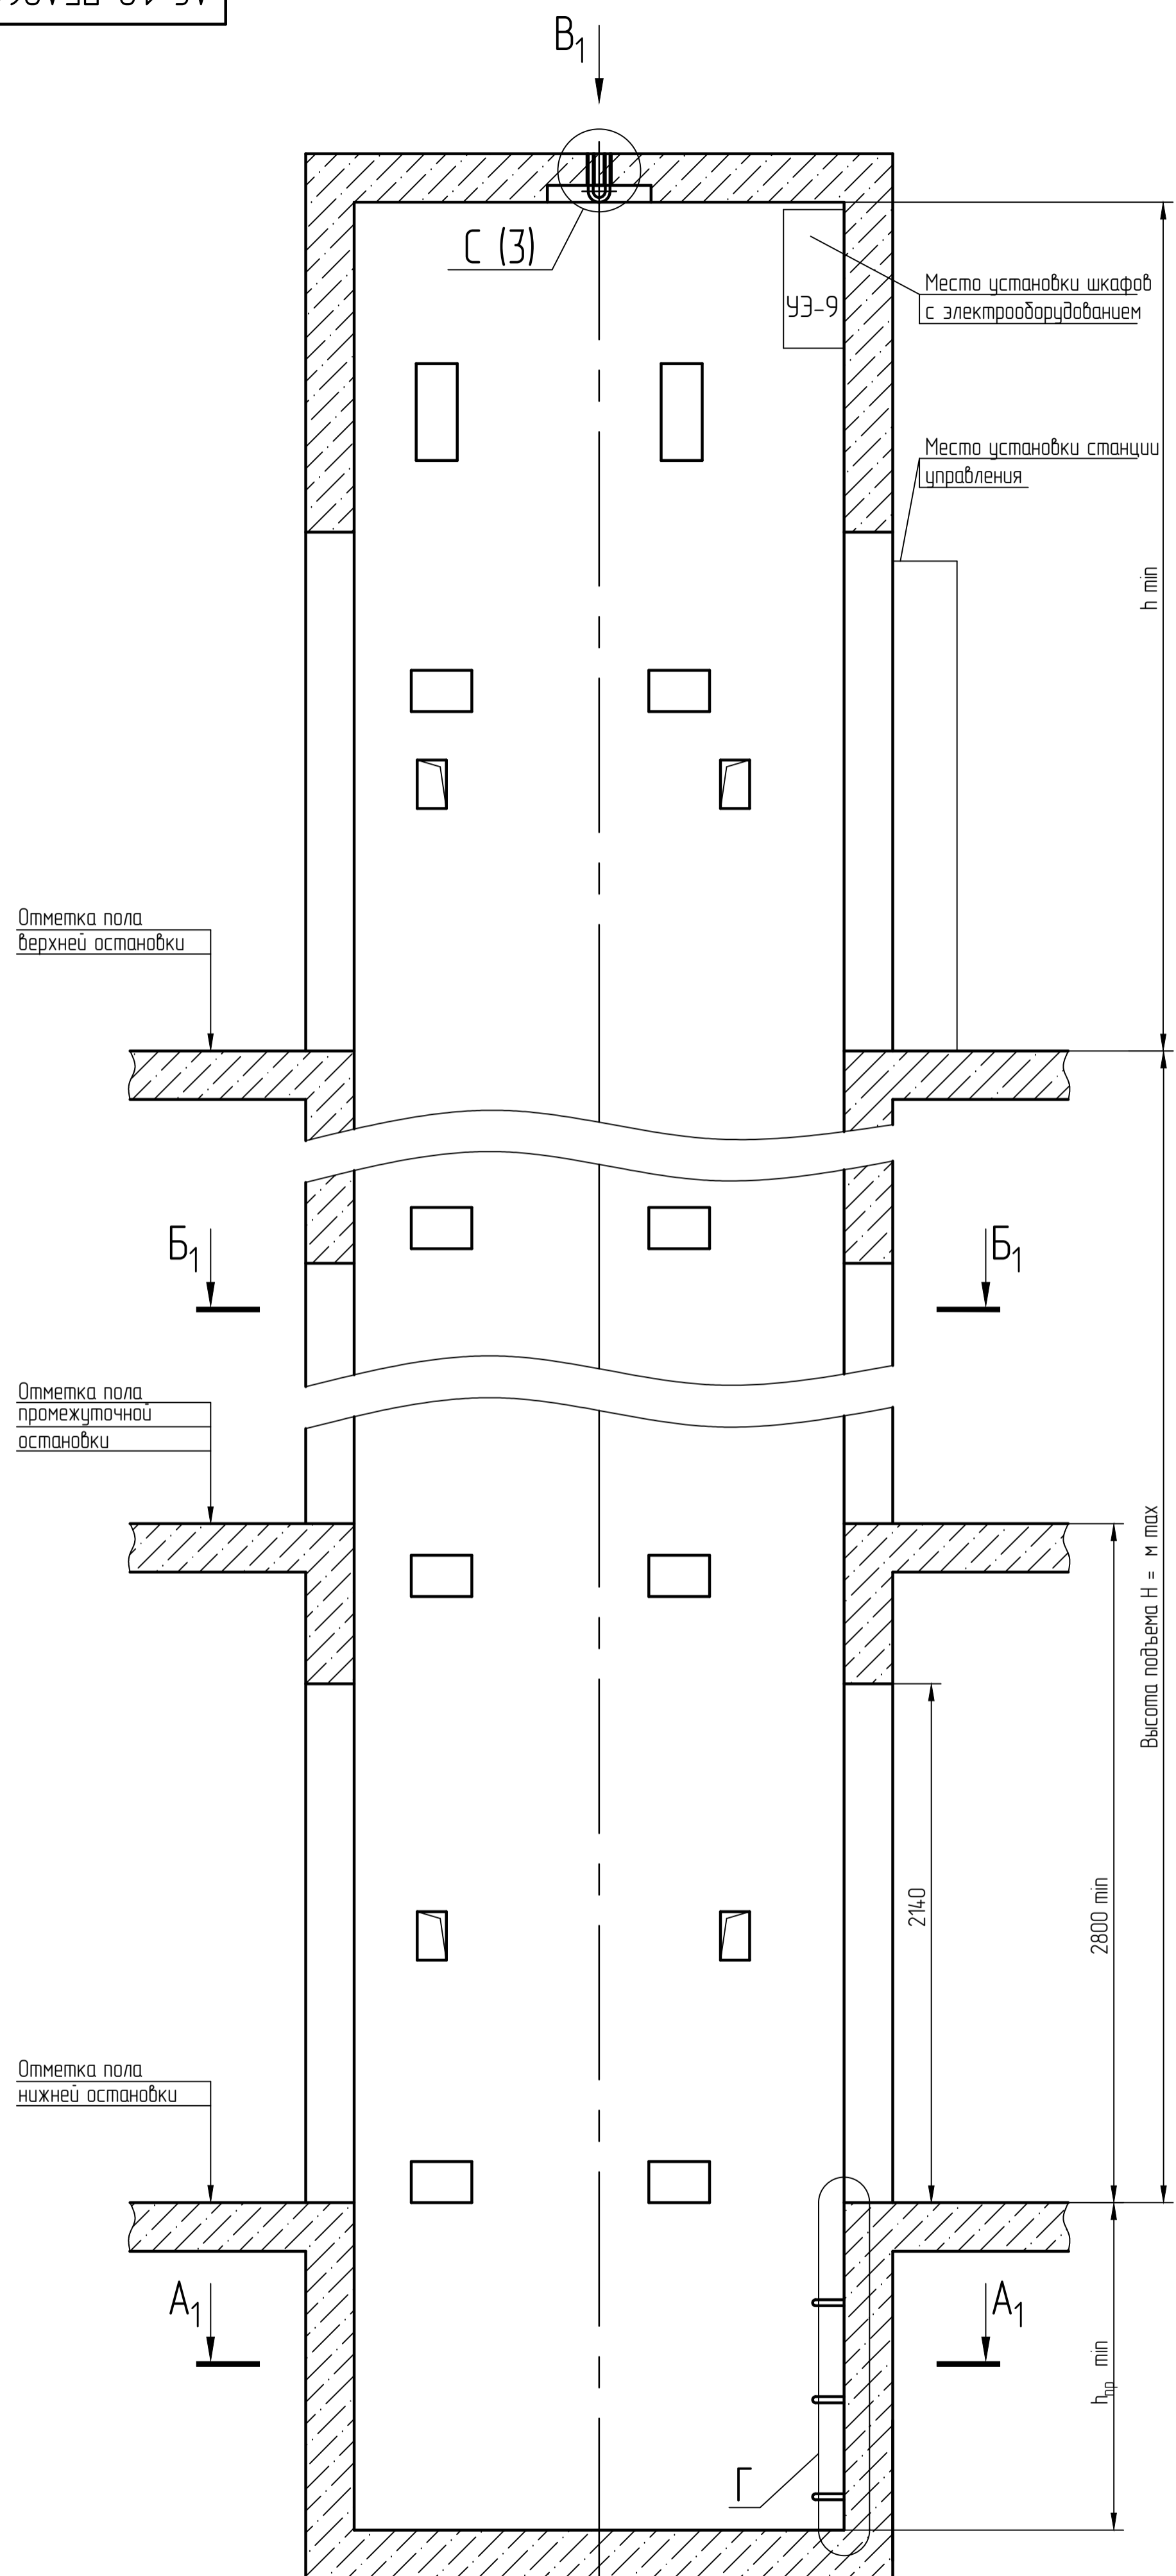 В₁
С (3)
УЭ-9
Место установки шкафов
с электрооборудованием
Место установки станции
управления
h min
Отметка пола
верхней остановки
Б₁
Б₁
Отметка пола
промежуточной
остановки
Высота подъема Н = м max
2140
2800 min
Отметка пола
нижней остановки
А₁
А₁
hпр min
Г